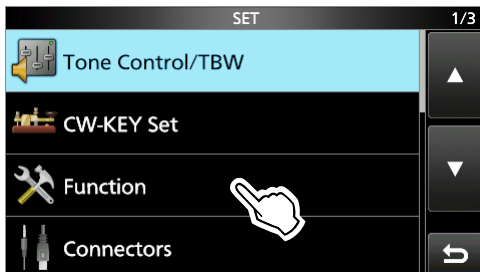 SET 1/3
Tone Control/TBW
CW-KEY Set
Function
Connectors